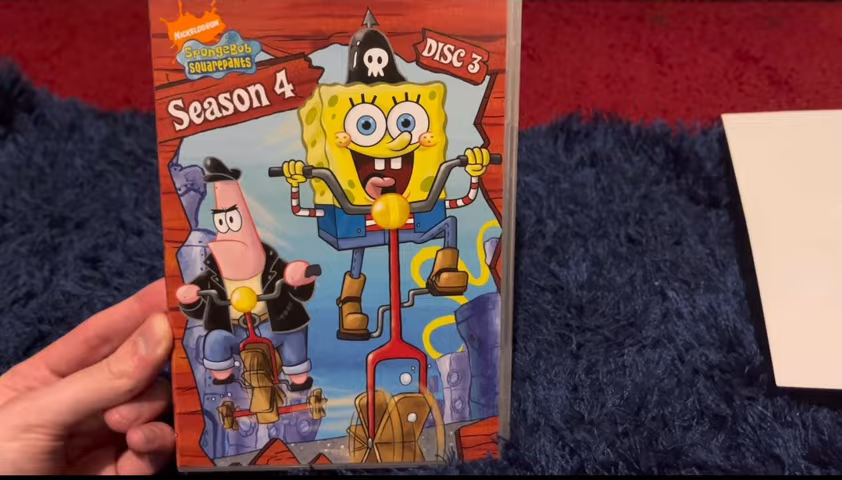 NICKELODEON
SpongeBob
SQUAREPANTS
Season 4
DISC 3